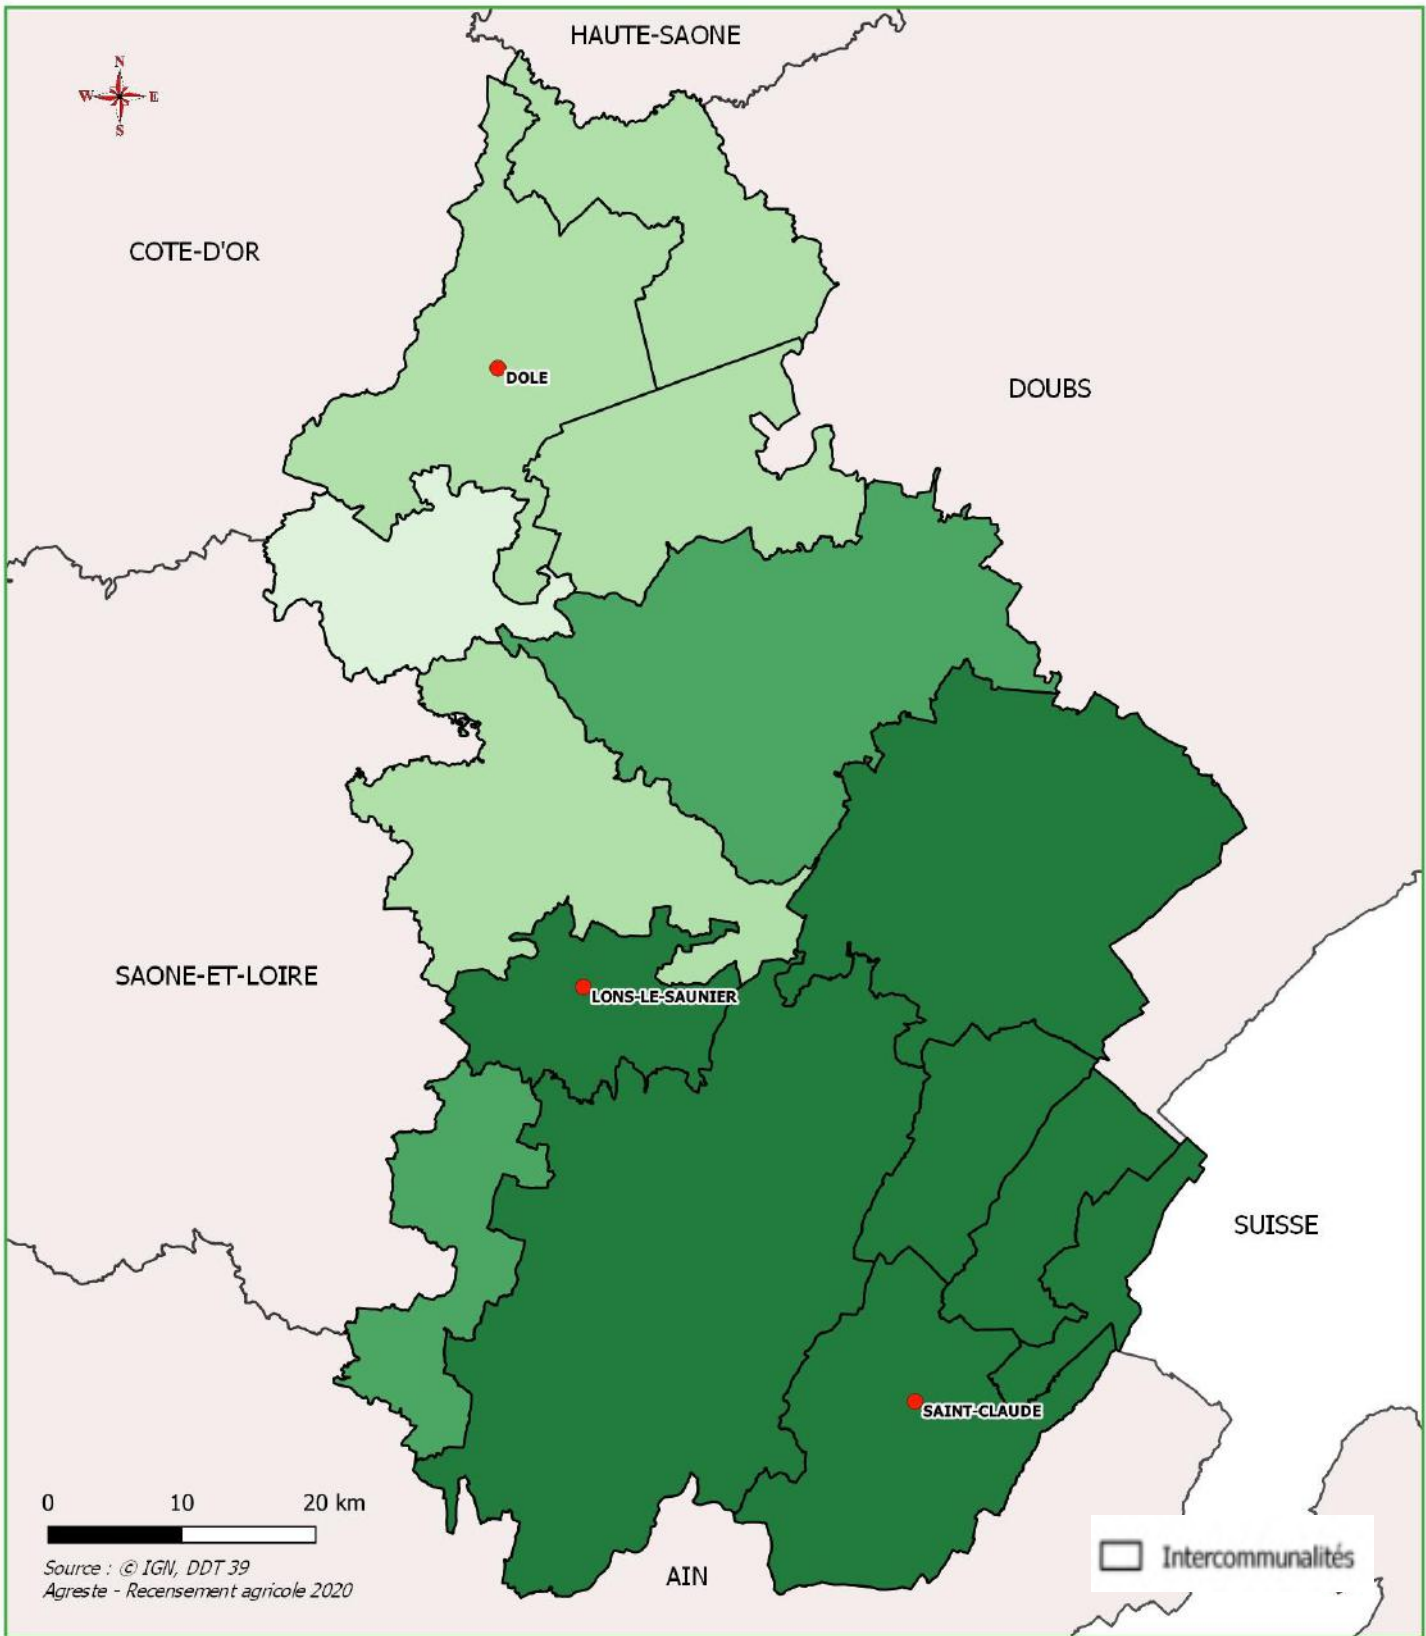 HAUTE-SAONE
N
W E
S
COTE-D'OR
DOLE
DOUBS
SAONE-ET-LOIRE
LONS-LE-SAUNIER
SUISSE
SAINT-CLAUDE
0 10 20 km
Source : © IGN, DDT 39
Agreste - Recensement agricole 2020
AIN
Intercommunalités